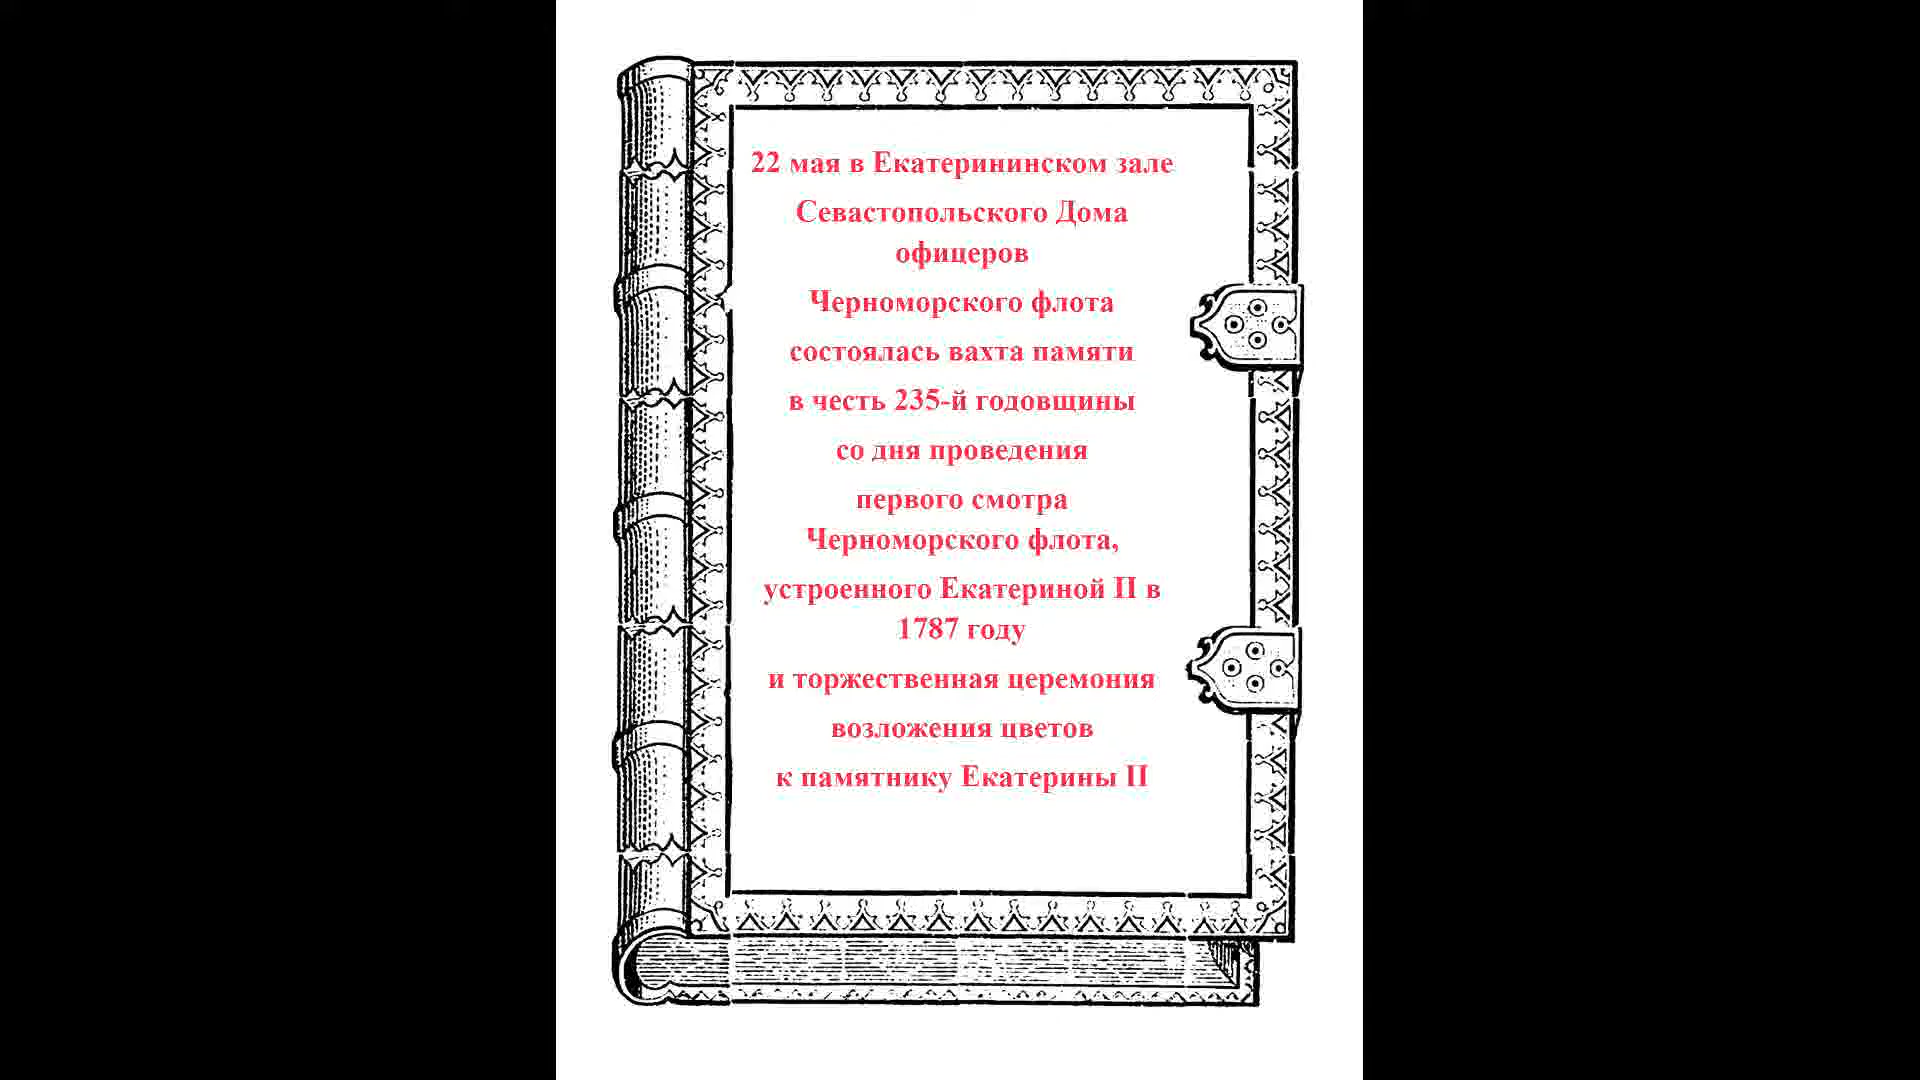 22 мая в Екатерининском зале
Севастопольского Дома
офицеров
Черноморского флота
состоялась вахта памяти
в честь 235-й годовщины
со дня проведения
первого смотра
Черноморского флота,
устроенного Екатериной II в
1787 году
и торжественная церемония
возложения цветов
к памятнику Екатерины II